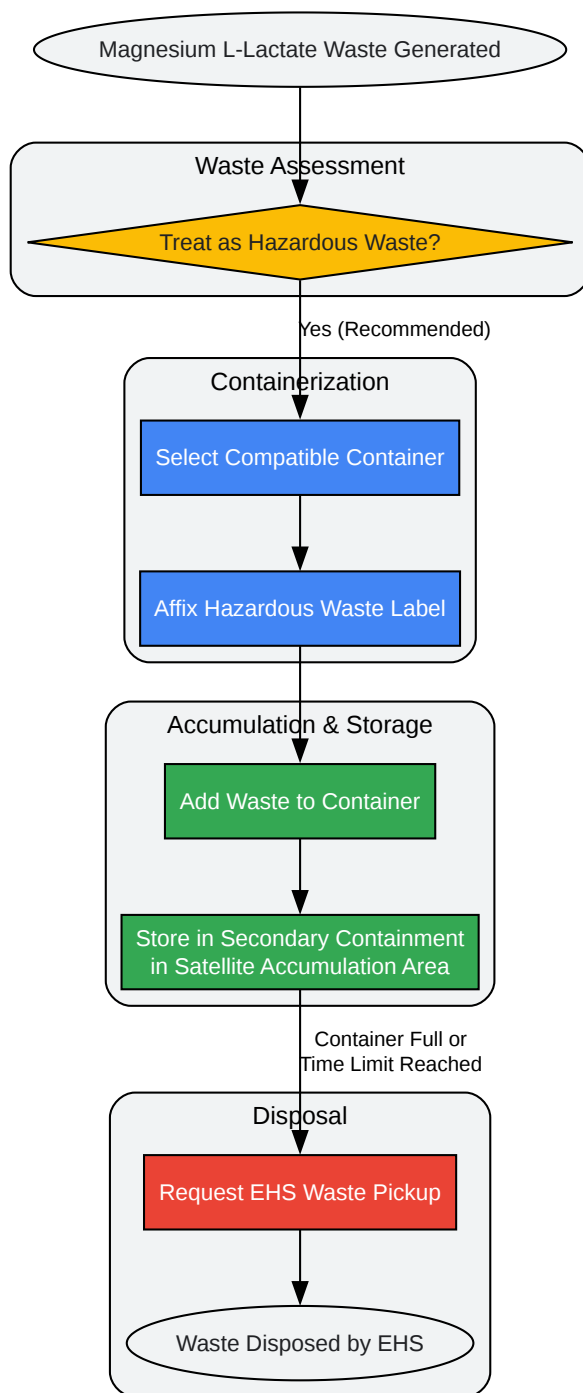 Magnesium L-Lactate Waste Generated
Waste Assessment
Treat as Hazardous Waste?
Yes (Recommended)
Containerization
Select Compatible Container
Affix Hazardous Waste Label
Accumulation & Storage
Add Waste to Container
Store in Secondary Containment
in Satellite Accumulation Area
Container Full or
Time Limit Reached
Disposal
Request EHS Waste Pickup
Waste Disposed by EHS